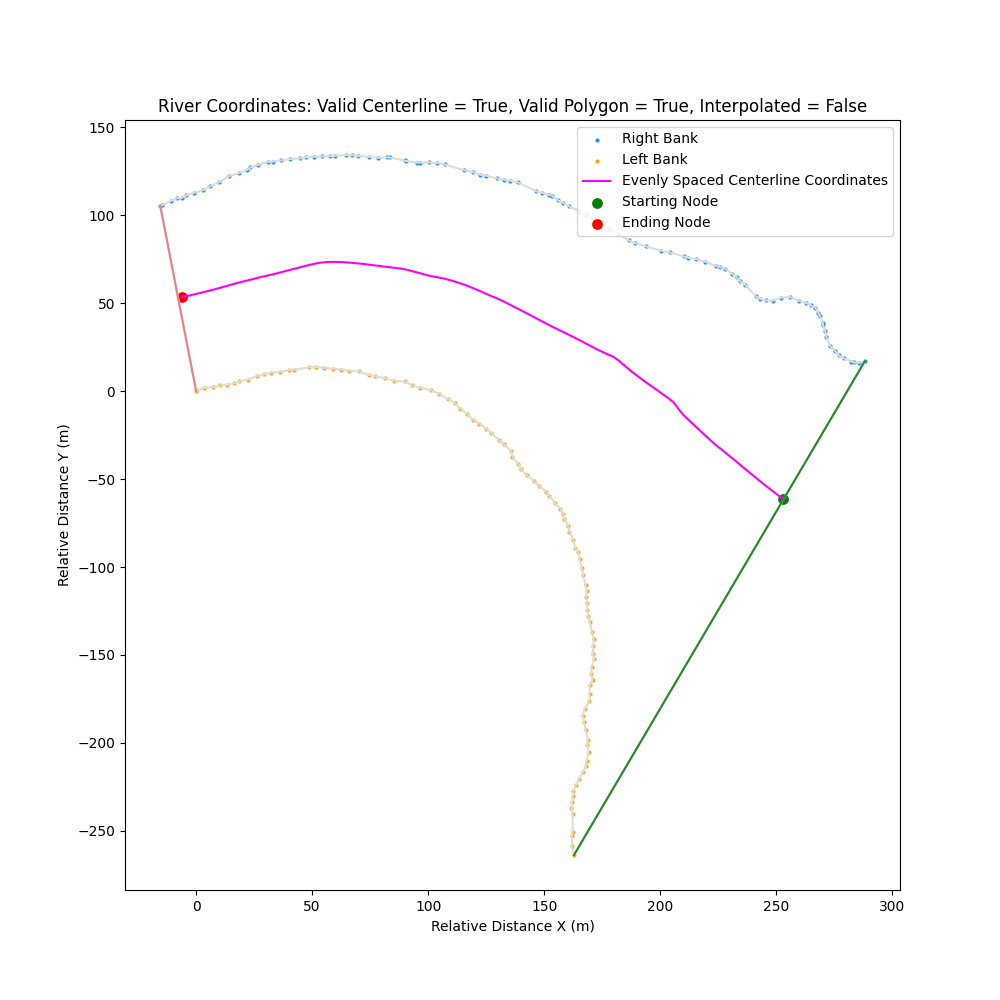 River Coordinates: Valid Centerline = True, Valid Polygon = True, Interpolated = False
Right Bank
Left Bank
Evenly Spaced Centerline Coordinates
Starting Node
Ending Node
150
100
50
0
−50
−100
−150
−200
−250
Relative Distance Y (m)
0
50
100
150
200
250
300
Relative Distance X (m)